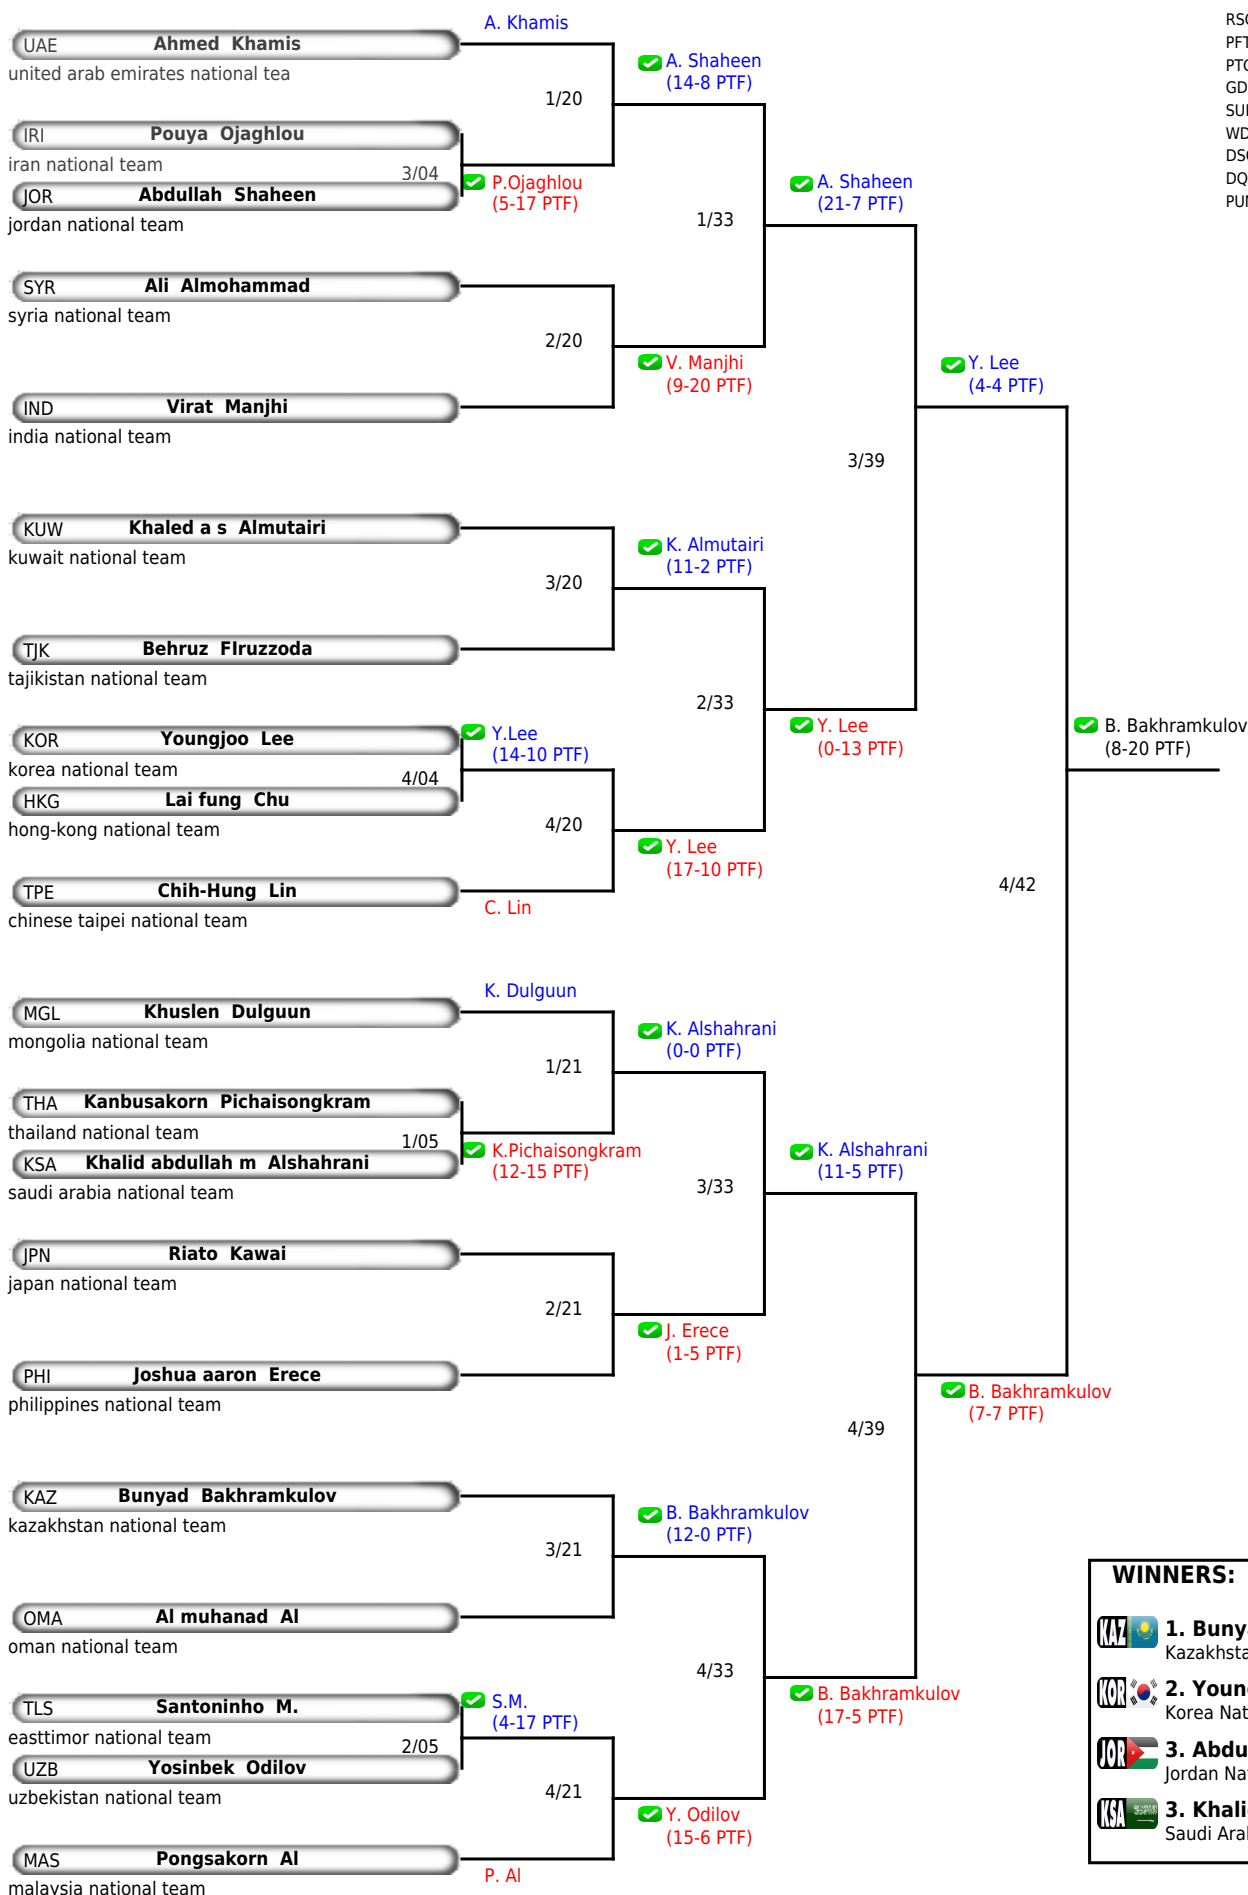 A. Khamis
UAE Ahmed Khamis
united arab emirates national tea
1/20
A. Shaheen
(14-8 PTF)
IRI Pouya Ojaghlou
iran national team
3/04
JOR Abdullah Shaheen
jordan national team
P.Ojaghlou
(5-17 PTF)
1/33
A. Shaheen
(21-7 PTF)
SYR Ali Almohammad
syria national team
2/20
V. Manjhi
(9-20 PTF)
IND Virat Manjhi
india national team
3/39
Y. Lee
(4-4 PTF)
KUW Khaled a s Almutairi
kuwait national team
3/20
K. Almutairi
(11-2 PTF)
TJK Behruz FIruzzoda
tajikistan national team
2/33
Y. Lee
(0-13 PTF)
KOR Youngjoo Lee
korea national team
4/04
Y.Lee
(14-10 PTF)
HKG Lai fung Chu
hong-kong national team
4/20
Y. Lee
(17-10 PTF)
TPE Chih-Hung Lin
chinese taipei national team
C. Lin
4/42
B. Bakhramkulov
(8-20 PTF)
K. Dulguun
MGL Khuslen Dulguun
mongolia national team
1/21
K. Alshahrani
(0-0 PTF)
THA Kanbusakorn Pichaisongkram
thailand national team
1/05
KSA Khalid abdullah m Alshahrani
saudi arabia national team
K.Pichaisongkram
(12-15 PTF)
3/33
K. Alshahrani
(11-5 PTF)
JPN Riato Kawai
japan national team
2/21
J. Erece
(1-5 PTF)
PHI Joshua aaron Erece
philippines national team
4/39
B. Bakhramkulov
(7-7 PTF)
KAZ Bunyad Bakhramkulov
kazakhstan national team
3/21
B. Bakhramkulov
(12-0 PTF)
OMA Al muhanad Al
oman national team
4/33
B. Bakhramkulov
(17-5 PTF)
TLS Santoninho M.
easttimor national team
2/05
S.M.
(4-17 PTF)
UZB Yosinbek Odilov
uzbekistan national team
4/21
Y. Odilov
(15-6 PTF)
MAS Pongsakorn Al
malaysia national team
P. Al
WINNERS:
KAZ 1.
KOR 2.
Korea
JOR 3.
Jordan
KSA 3.
Saudi